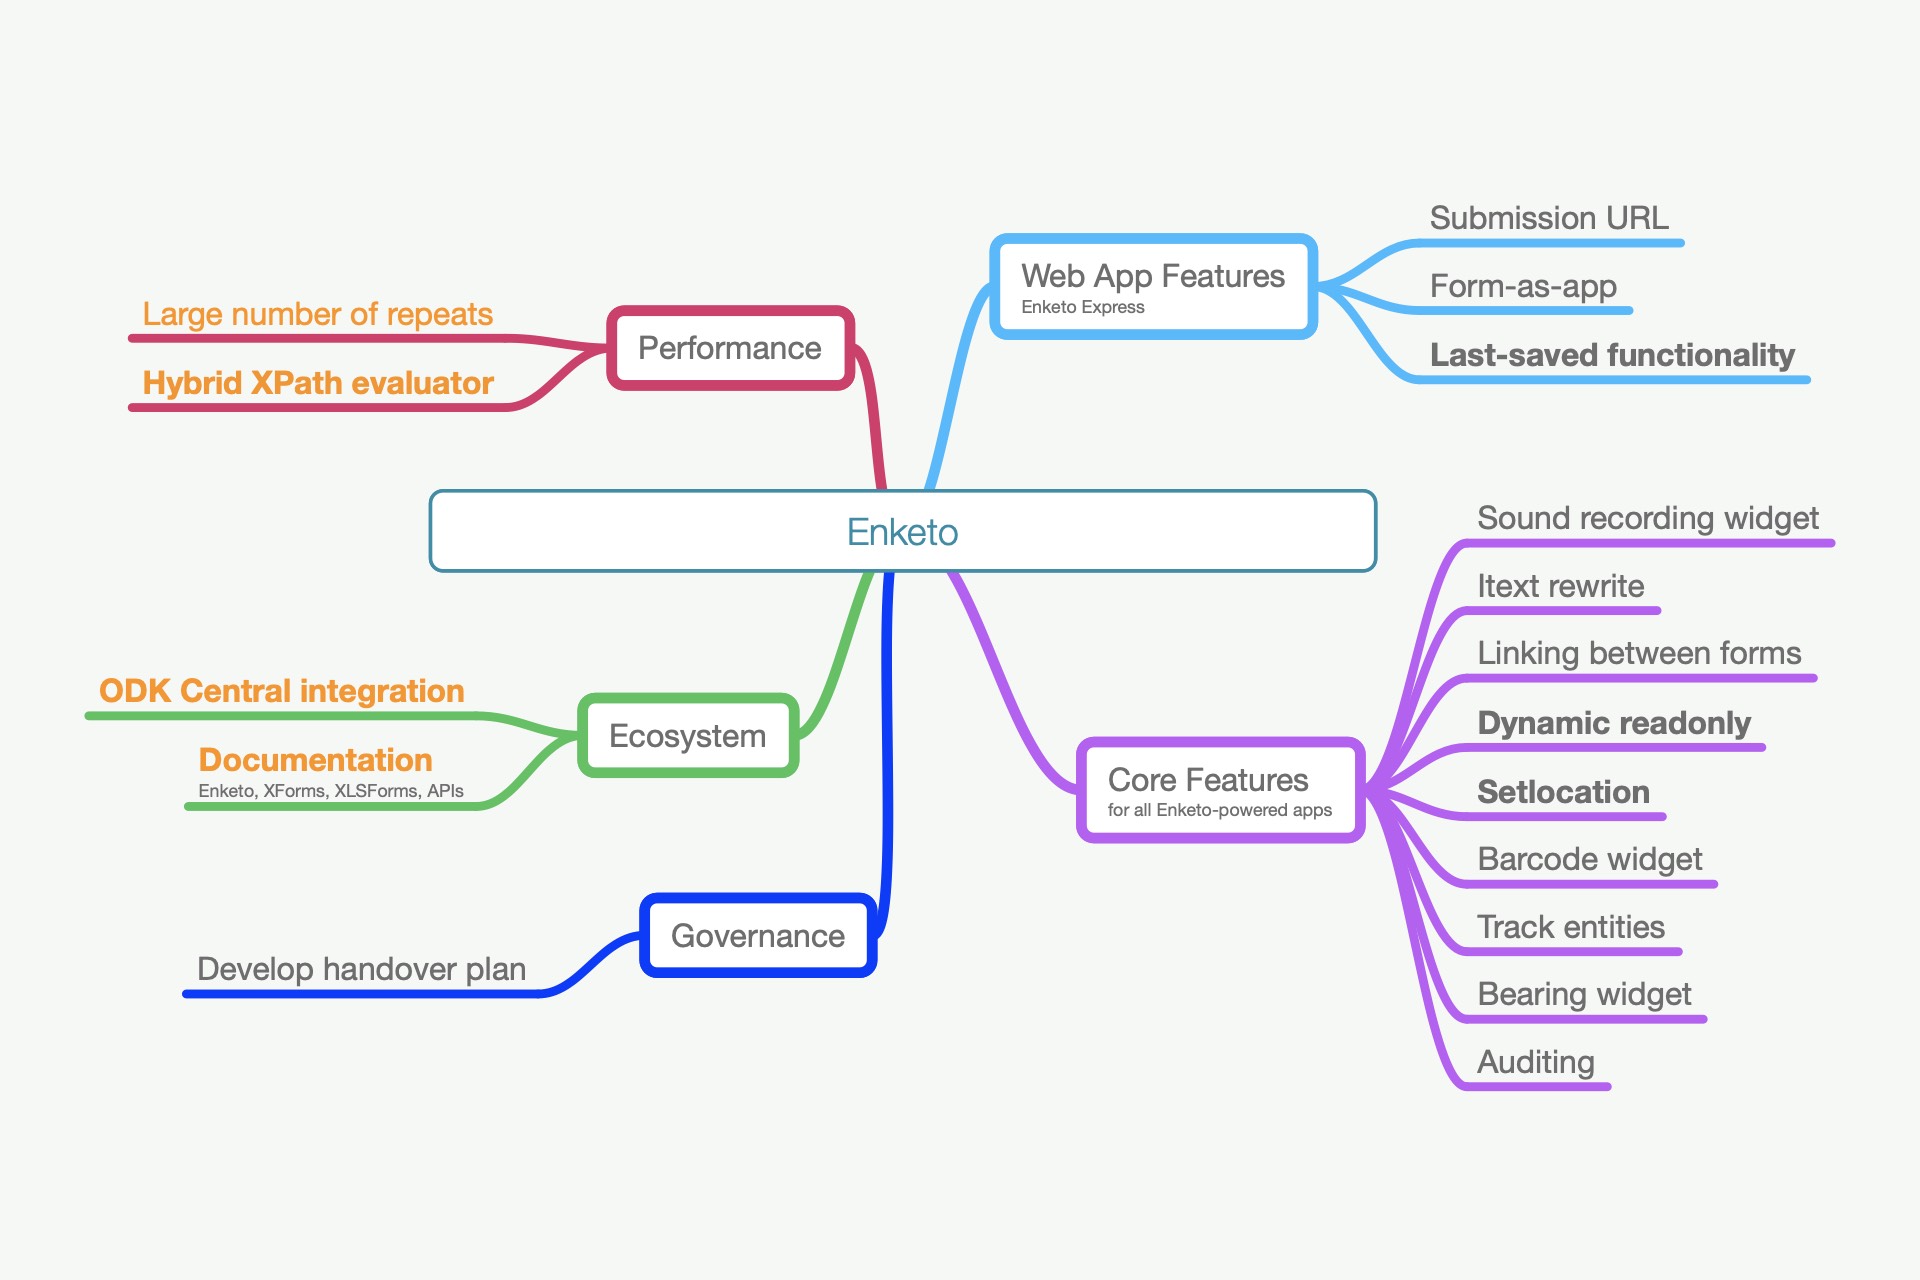 Enketo
Performance
Large number of repeats
Hybrid XPath evaluator
Web App Features
Enketo Express
Submission URL
Form-as-app
Last-saved functionality
Ecosystem
ODK Central integration
Documentation
Enketo, XForms, XLSForms, APIs
Governance
Develop handover plan
Core Features
for all Enketo-powered apps
Sound recording widget
Itext rewrite
Linking between forms
Dynamic readonly
Setlocation
Barcode widget
Track entities
Bearing widget
Auditing